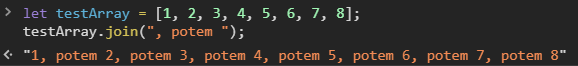 > let testArray = [1, 2, 3, 4, 5, 6, 7, 8];
testArray.join(", potem ");
"1, potem 2, potem 3, potem 4, potem 5, potem 6, potem 7, potem 8"